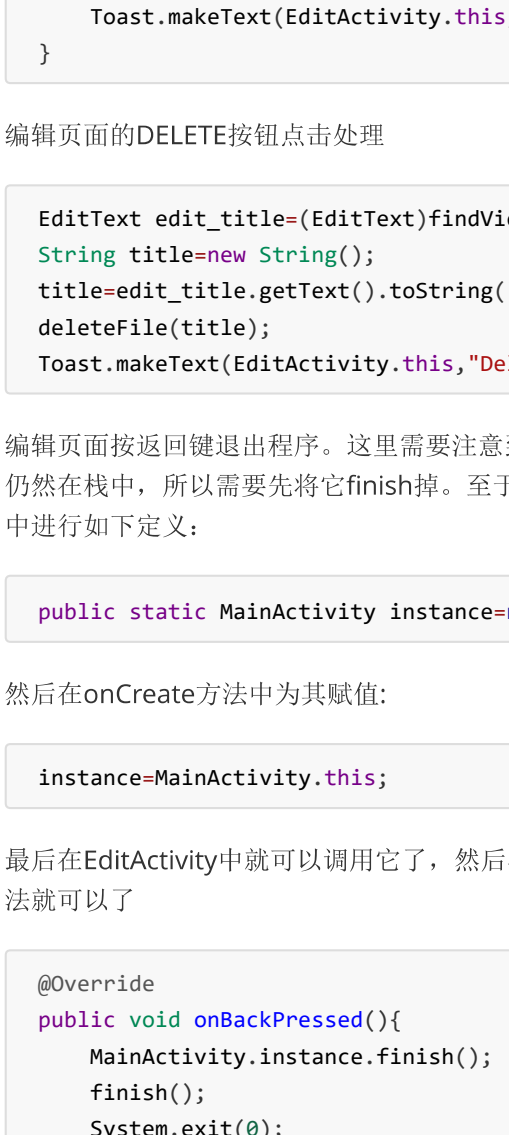 Toast.makeText(EditActivity.this
}
编辑页面的DELETE按钮点击处理
EditText edit_title=(EditText)findVi
String title=new String();
title=edit_title.getText().toString(
deleteFile(title);
Toast.makeText(EditActivity.this,"De
编辑页面按返回键退出程序。这里需要注意
仍然在栈中，所以需要先将它finish掉。至于
中进行如下定义：
public static MainActivity instance=
然后在onCreate方法中为其赋值:
instance=MainActivity.this;
最后在EditActivity中就可以调用它了，然后
法就可以了
@Override
public void onBackPressed(){
MainActivity.instance.finish();
finish();
System.exit(0);